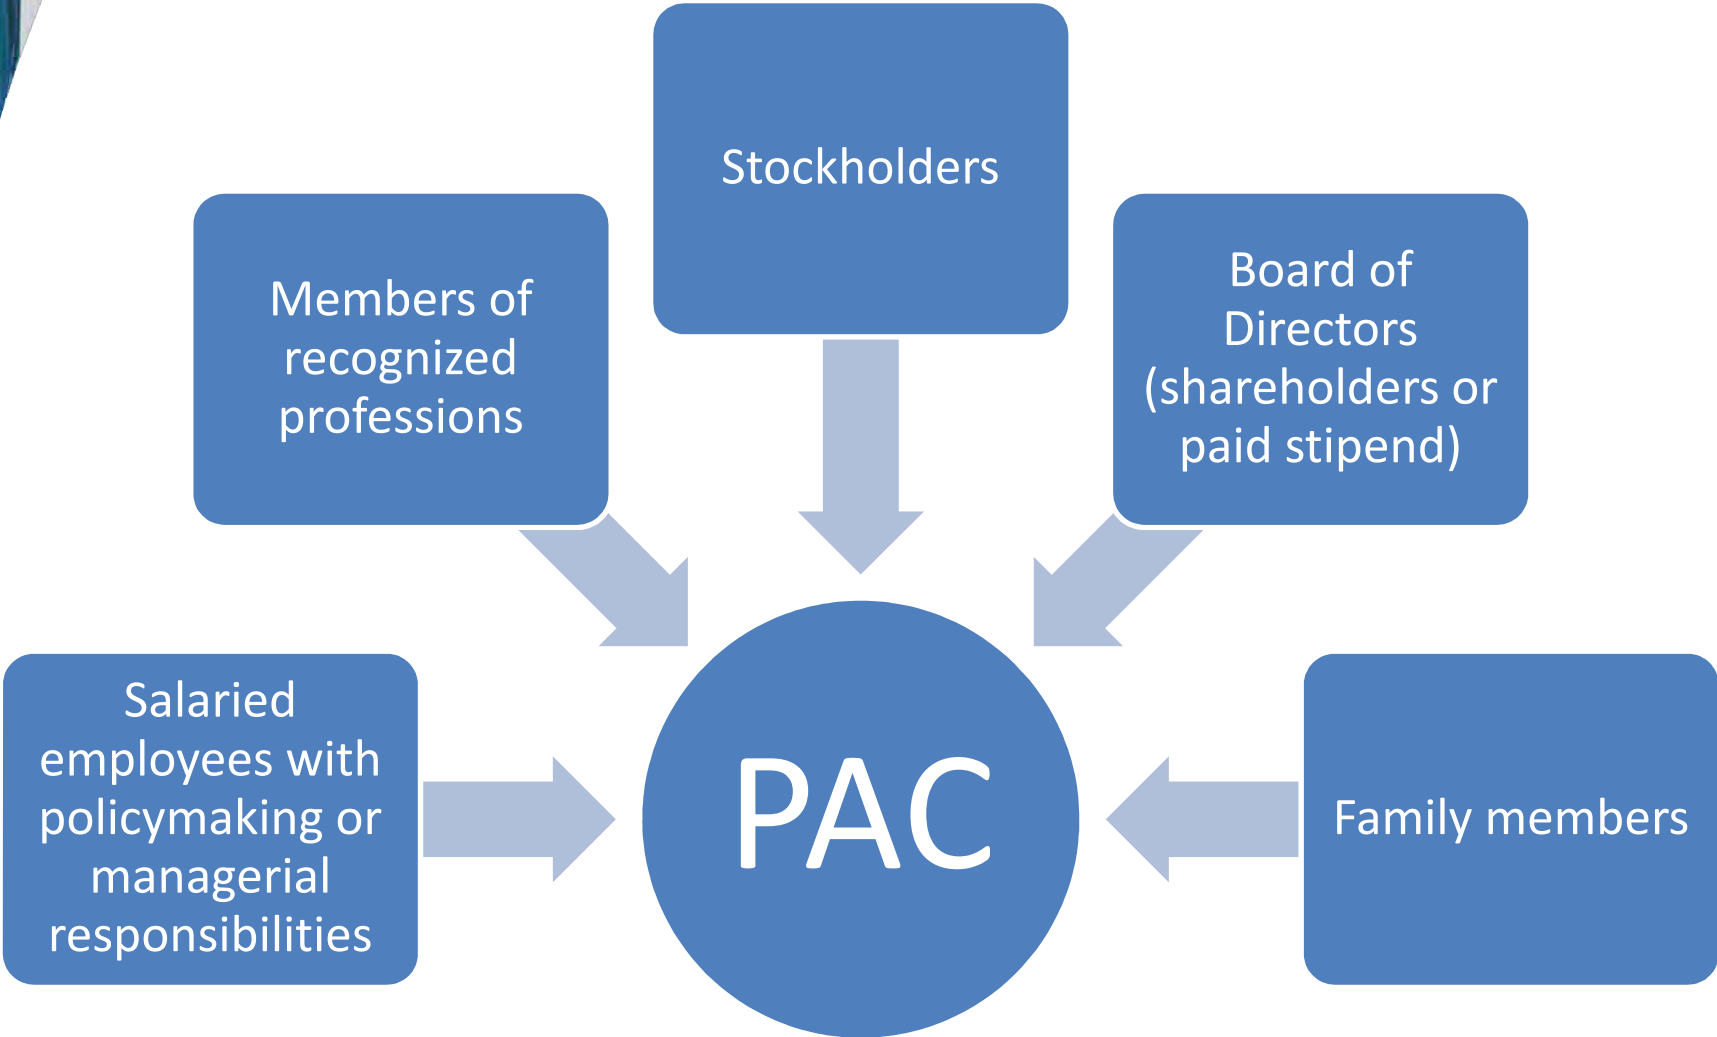 Stockholders
Members of
recognized
professions
Board of
Directors
(shareholders or
paid stipend)
Salaried
employees with
policymaking or
managerial
responsibilities
PAC
Family members